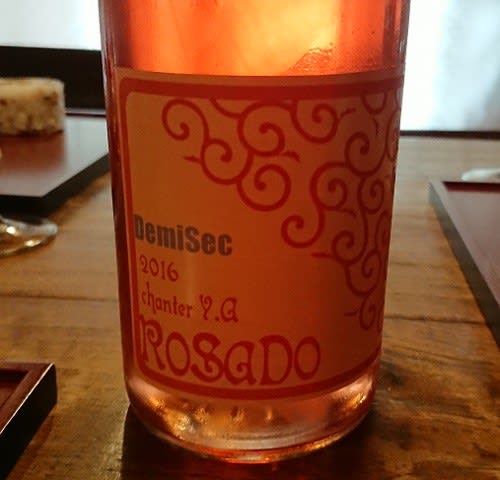 DemiSec
2016
chanter Y.A
ROSADO